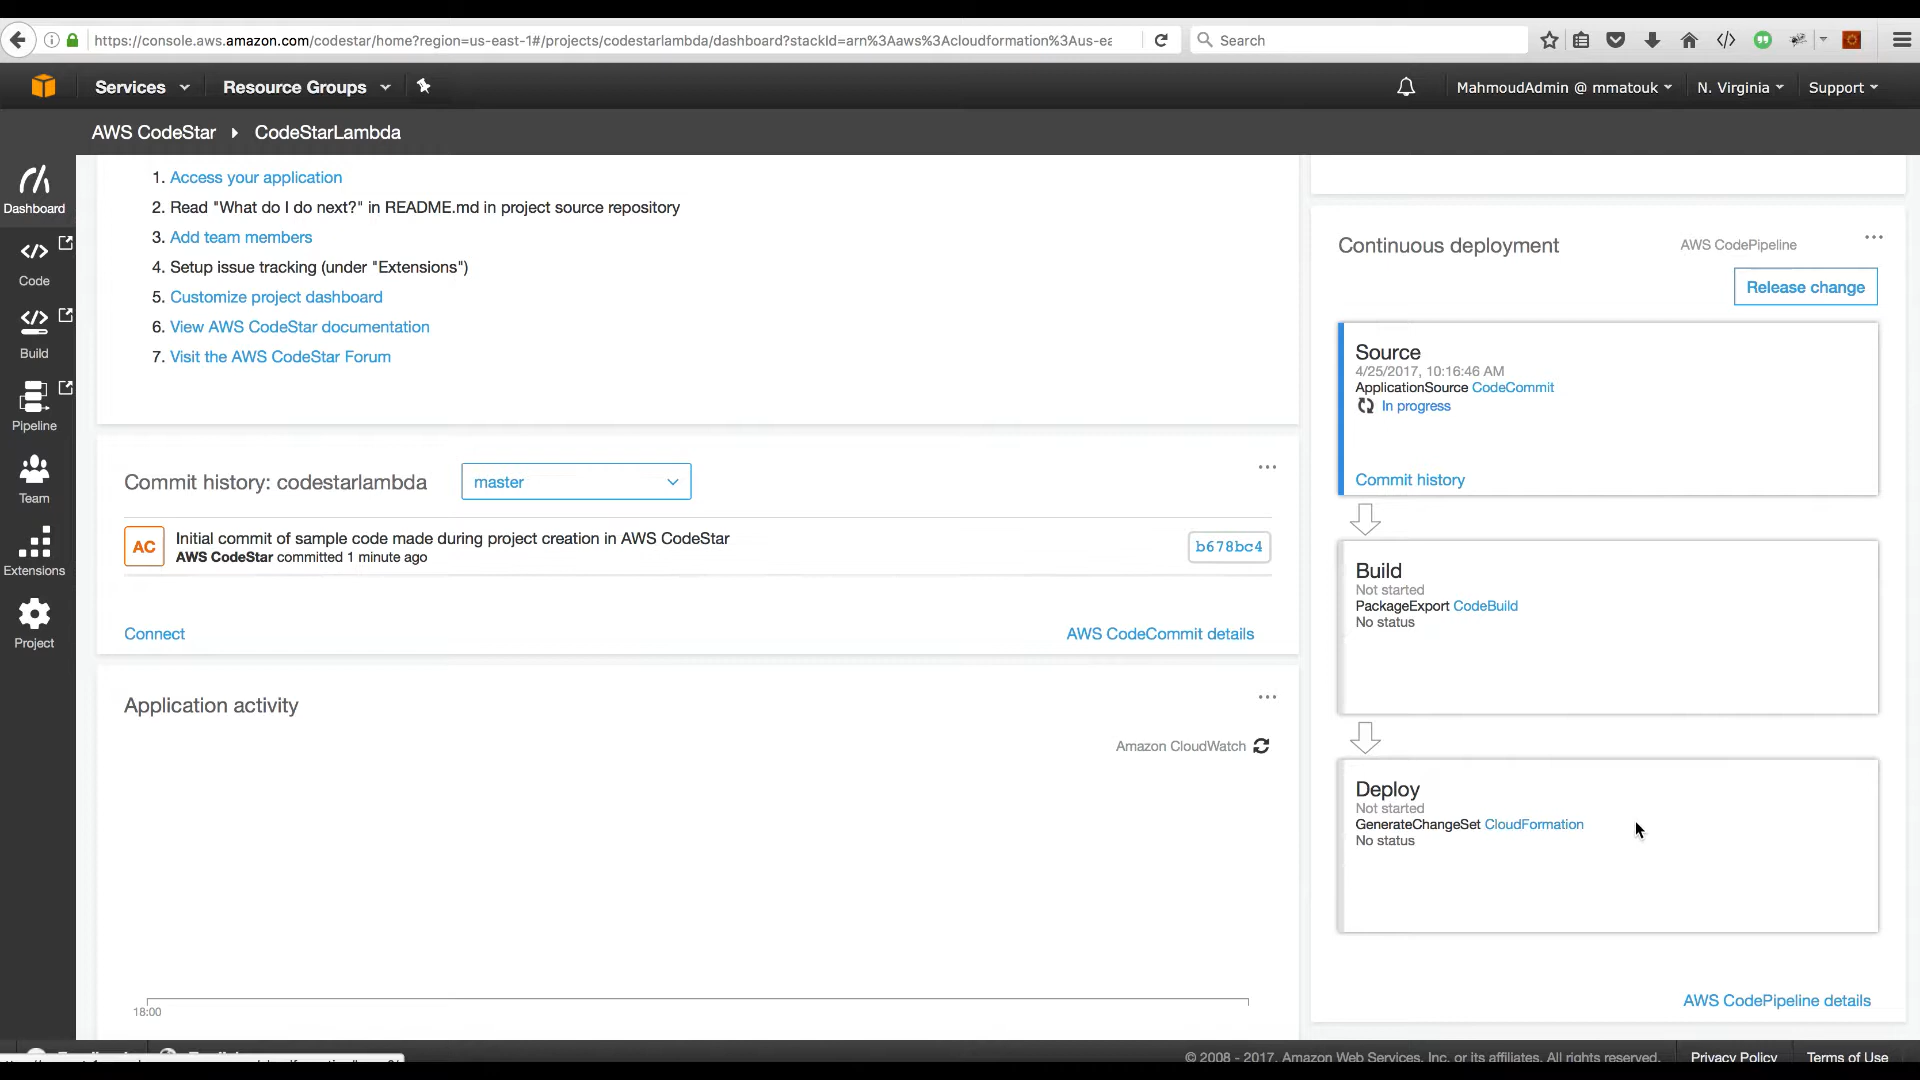 https://console.aws.amazon.com/codestar/home?region=us-east-1#/projects/codestarlambda/dashboard?stackId=arn%3Aaws%3Acloudformation%3Aus-ea
Search
Services
Resource Groups
MahmoudAdmin @ mmatouk
N. Virginia
Support
AWS CodeStar
CodeStarLambda
Dashboard
Code
Build
Pipeline
Team
Extensions
Project
1. Access your application
2. Read "What do I do next?" in README.md in project source repository
3. Add team members
4. Setup issue tracking (under "Extensions")
5. Customize project dashboard
6. View AWS CodeStar documentation
7. Visit the AWS CodeStar Forum
Commit history: codestarlambda
master
AC
Initial commit of sample code made during project creation in AWS CodeStar
AWS CodeStar committed 1 minute ago
b678bc4
Connect
AWS CodeCommit details
Application activity
Amazon CloudWatch
18:00
Continuous deployment
AWS CodePipeline
Release change
Source
4/25/2017, 10:16:46 AM
ApplicationSource CodeCommit
In progress
Commit history
Build
Not started
PackageExport CodeBuild
No status
Deploy
Not started
GenerateChangeSet CloudFormation
No status
AWS CodePipeline details
© 2008 - 2017, Amazon Web Services, Inc. or its affiliates. All rights reserved.
Privacy Policy
Terms of Use